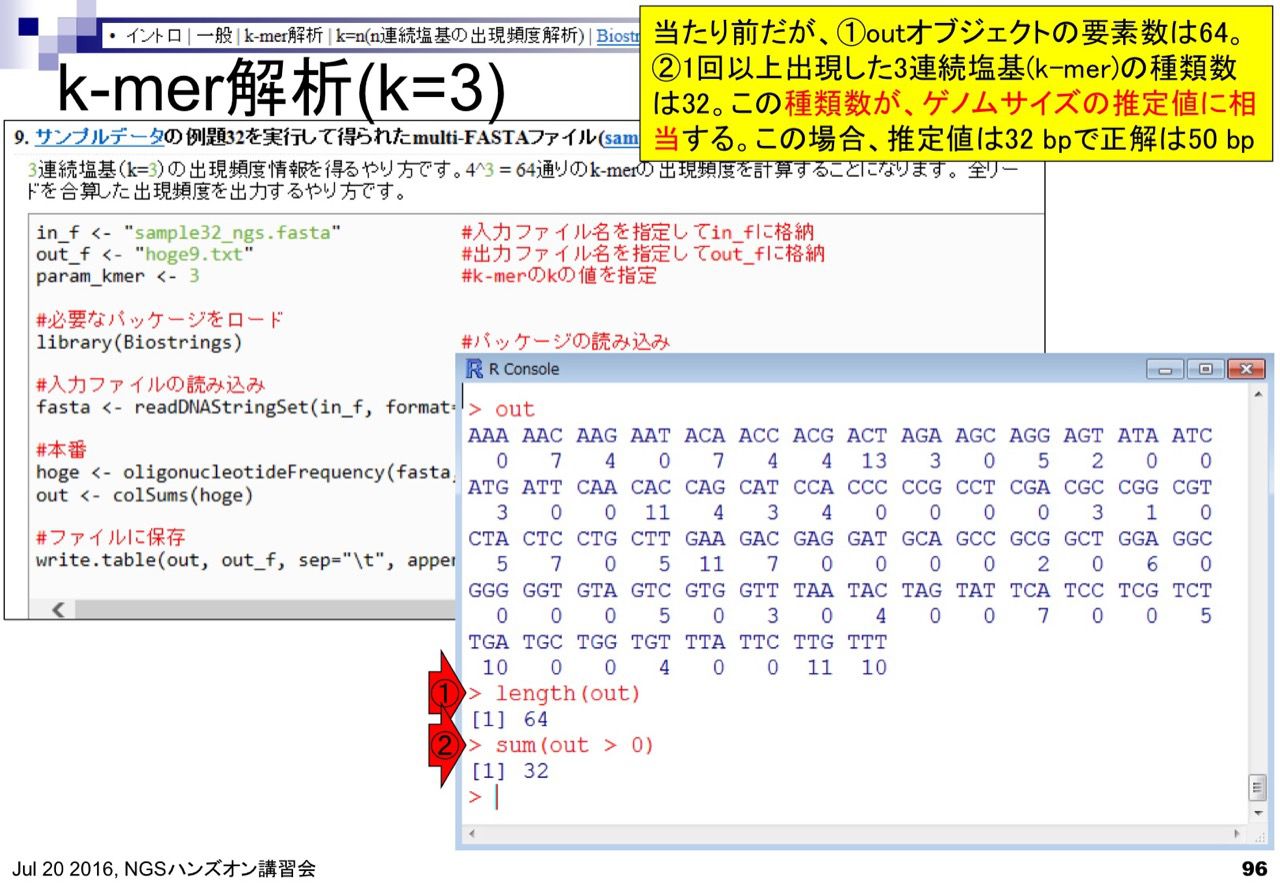 • イントロ | 一般 | k-mer解析 | k=n(n連続塩基の出現頻度解析) | Biostr
当たり前だが、①outオブジェクトの要素数は64。
②1回以上出現した3連続塩基(k-mer)の種類数
は32。この種類数が、ゲノムサイズの推定値に相
当する。この場合、推定値は32 bpで正解は50 bp
k-mer解析(k=3)
9. サンプルデータの例題32を実行して得られたmulti-FASTAファイル(sam
3連続塩基(k=3)の出現頻度情報を得るやり方です。4^3 = 64通りのk-merの出現頻度を計算することになります。全リー
ドを合算した出現頻度を出力するやり方です。
in_f <- "sample32_ngs.fasta" #入力ファイル名を指定してin_fに格納
out_f <- "hoge9.txt" #出力ファイル名を指定してout_fに格納
param_kmer <- 3 #k-merのkの値を指定
#必要なパッケージをロード
library(Biostrings) #パッケージの読み込み
#入力ファイルの読み込み
fasta <- readDNAStringSet(in_f, format=
#本番
hoge <- oligonucleotideFrequency(fasta,
out <- colSums(hoge)
#ファイルに保存
write.table(out, out_f, sep="\t", apper
R Console
> out
AAA AAC AAG AAT ACA ACC ACG ACT AGA AGC AGG AGT ATA ATC
0 7 4 0 7 4 4 13 3 0 5 2 0 0
ATG ATT CAA CAC CAG CAT CCA CCC CCG CCT CGA CGC CGG CGT
3 0 0 11 4 3 4 0 0 0 0 3 1 0
CTA CTC CTG CTT GAA GAC GAG GAT GCA GCC GCG GCT GGA GGC
5 7 0 5 11 7 0 0 0 0 2 0 6 0
GGG GGT GTA GTC GTG GTT TAA TAC TAG TAT TCA TCC TCG TCT
0 0 0 5 0 3 0 4 0 0 7 0 0 5
TGA TGC TGG TGT TTA TTC TTG TTT
10 0 0 4 0 0 11 10
① > length(out)
[1] 64
② > sum(out > 0)
[1] 32
>
Jul 20 2016, NGSハンズオン講習会
96